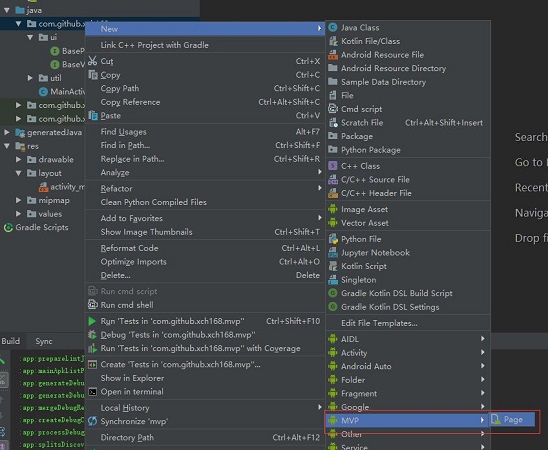 java
com.github.xch168
ui
BaseP
BaseV
util
MainActiv
com.github.x
com.github.x
generatedJava
res
drawable
layout
activity_m
mipmap
values
Gradle Scripts
New
Link C++ Project with Gradle
Cut Ctrl+X
Copy Ctrl+C
Copy Path Ctrl+Shift+C
Copy Reference Ctrl+Alt+Shift+C
Paste Ctrl+V
Find Usages Alt+F7
Find in Path... Ctrl+Shift+F
Replace in Path... Ctrl+Shift+R
Analyze
Refactor
Clean Python Compiled Files
Add to Favorites
Show Image Thumbnails Ctrl+Shift+T
Reformat Code Ctrl+Alt+L
Optimize Imports Ctrl+Alt+O
Delete... Delete
Run cmd script
Run cmd shell
Run 'Tests in 'com.github.xch168.mvp'' Ctrl+Shift+F10
Debug 'Tests in 'com.github.xch168.mvp''
Run 'Tests in 'com.github.xch168.mvp'' with Coverage
Create 'Tests in 'com.github.xch168.mvp''...
Show in Explorer
Open in terminal
Local History
Synchronize 'mvp'
Directory Path Ctrl+Alt+F12
Java Class
Kotlin File/Class
Android Resource File
Android Resource Directory
Sample Data Directory
File
Cmd script
Scratch File Ctrl+Alt+Shift+Insert
Package
Python Package
C++ Class
C/C++ Source File
C/C++ Header File
Image Asset
Vector Asset
Python File
Jupyter Notebook
Kotlin Script
Singleton
Gradle Kotlin DSL Build Script
Gradle Kotlin DSL Settings
Edit File Templates...
AIDL
Activity
Android Auto
Folder
Fragment
Google
MVP
Other
Service
Page
Search
Go to
Recent
Naviga
Drop fi
Build Sync
app:prepareLintJ
app:mainApkListP
app:generateDebu
app:generateDebu
app:mergeDebugRe
app:createDebugC
app:processDebug
app:splitsDiscov